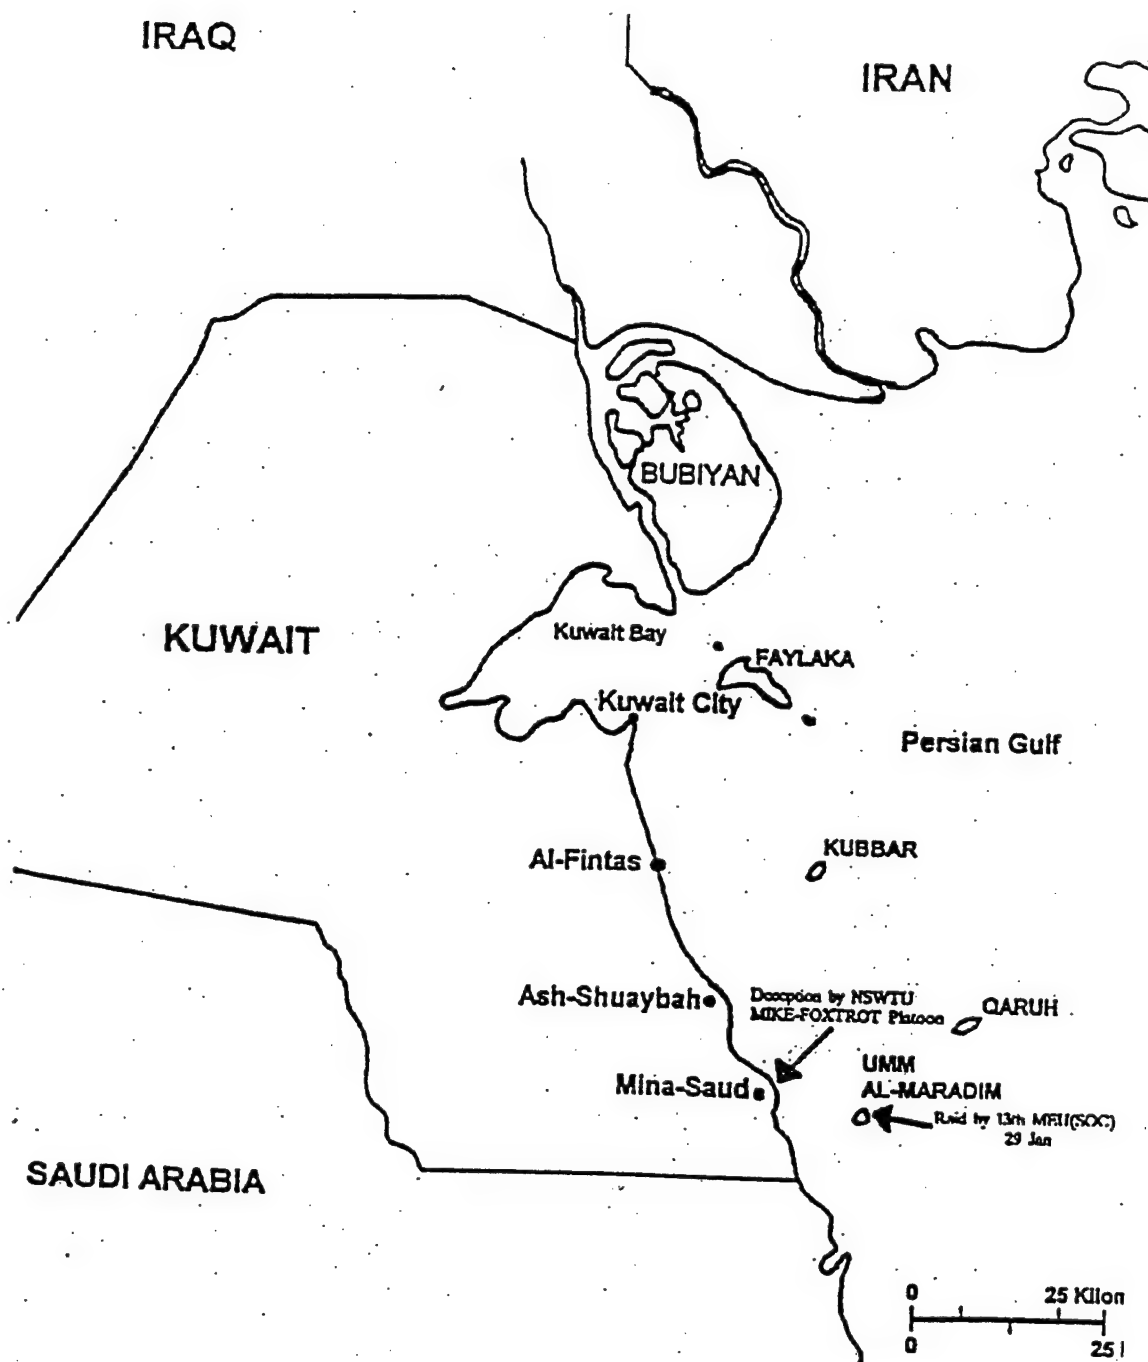 IRAQ
IRAN
BUBIYAN
KUWAIT
Kuwait Bay
FAYLAKA
Kuwait City
Persian Gulf
Al-Fintas
KUBBAR
Ash-Shuaybah
Deception by NSWTU
MIKE-FOXTROT Platoon
QARUH
Mina-Saud
UMM
AL-MARADIM
Raid by 13th MEU(SOC)
29 Jan
SAUDI ARABIA
0 25 Kilom
0 25